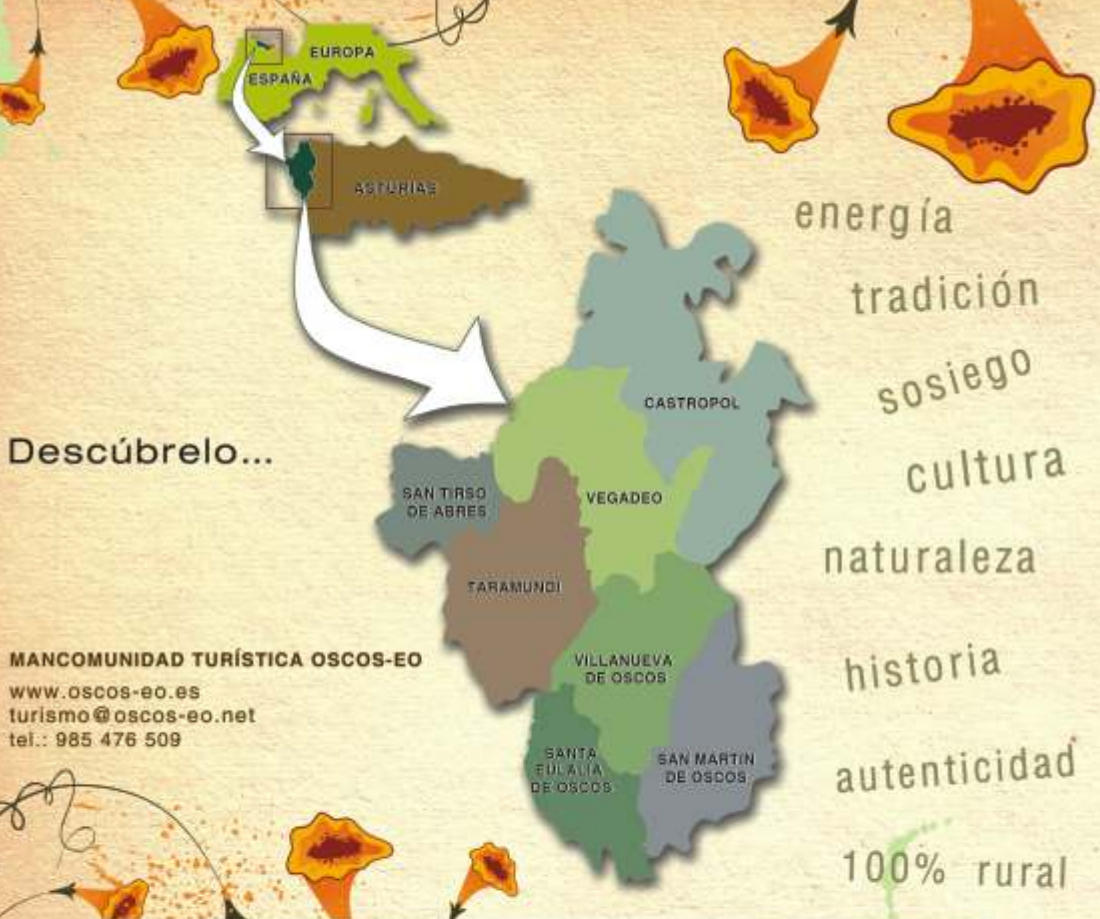 EUROPA
ESPAÑA
ASTURIAS
energía
tradición
sosiego
CASTROPOL
Descúbrelo...
cultura
SAN TIRSO
DE ABRES
VEGADEO
naturaleza
TARAMUNDI
MANCOMUNIDAD TURÍSTICA OSCOS-EO
www.oscos-eo.es
turismo@oscos-eo.net
tel.: 985 476 509
VILLANUEVA
DE OSCOS
historia
SANTA
EULALIA
DE OSCOS
SAN MARTIN
DE OSCOS
autenticidad
100% rural